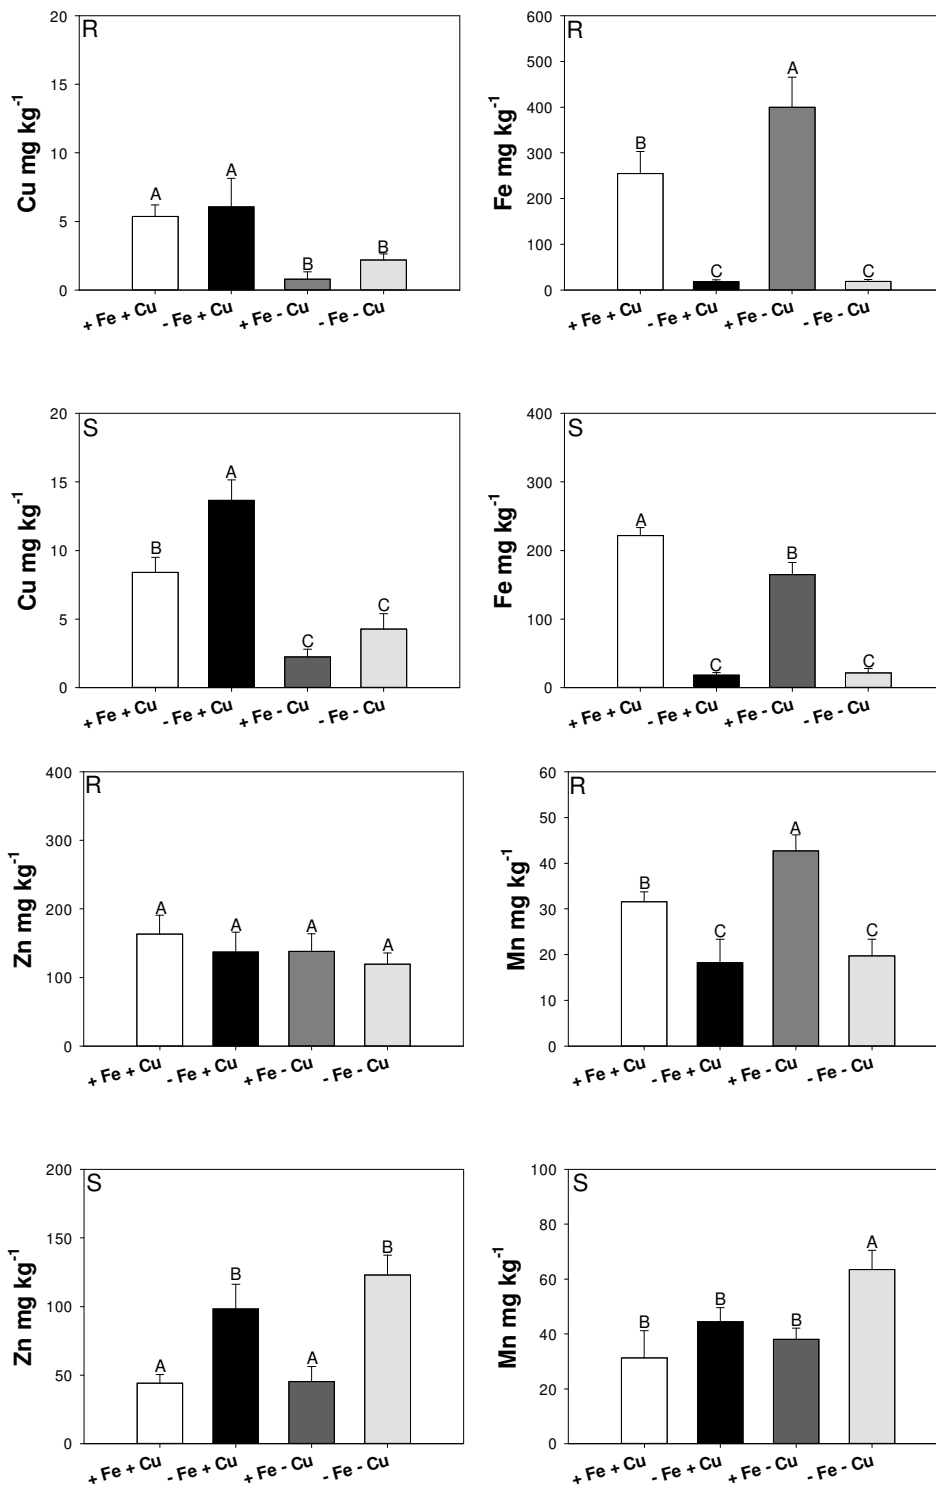 R
Cu mg kg-1
20
15
10
5
0
A
A
B
B
+ Fe + Cu
- Fe + Cu
+ Fe - Cu
- Fe - Cu
R
Fe mg kg-1
600
500
400
300
200
100
0
B
C
A
C
+ Fe + Cu
- Fe + Cu
+ Fe - Cu
- Fe - Cu
S
Cu mg kg-1
20
15
10
5
0
B
A
C
C
+ Fe + Cu
- Fe + Cu
+ Fe - Cu
- Fe - Cu
S
Fe mg kg-1
400
300
200
100
0
A
C
B
C
+ Fe + Cu
- Fe + Cu
+ Fe - Cu
- Fe - Cu
R
Zn mg kg-1
400
300
200
100
0
A
A
A
A
+ Fe + Cu
- Fe + Cu
+ Fe - Cu
- Fe - Cu
R
Mn mg kg-1
60
50
40
30
20
10
0
B
C
A
C
+ Fe + Cu
- Fe + Cu
+ Fe - Cu
- Fe - Cu
S
Zn mg kg-1
200
150
100
50
0
A
B
A
B
+ Fe + Cu
- Fe + Cu
+ Fe - Cu
- Fe - Cu
S
Mn mg kg-1
100
80
60
40
20
0
B
B
B
A
+ Fe + Cu
- Fe + Cu
+ Fe - Cu
- Fe - Cu